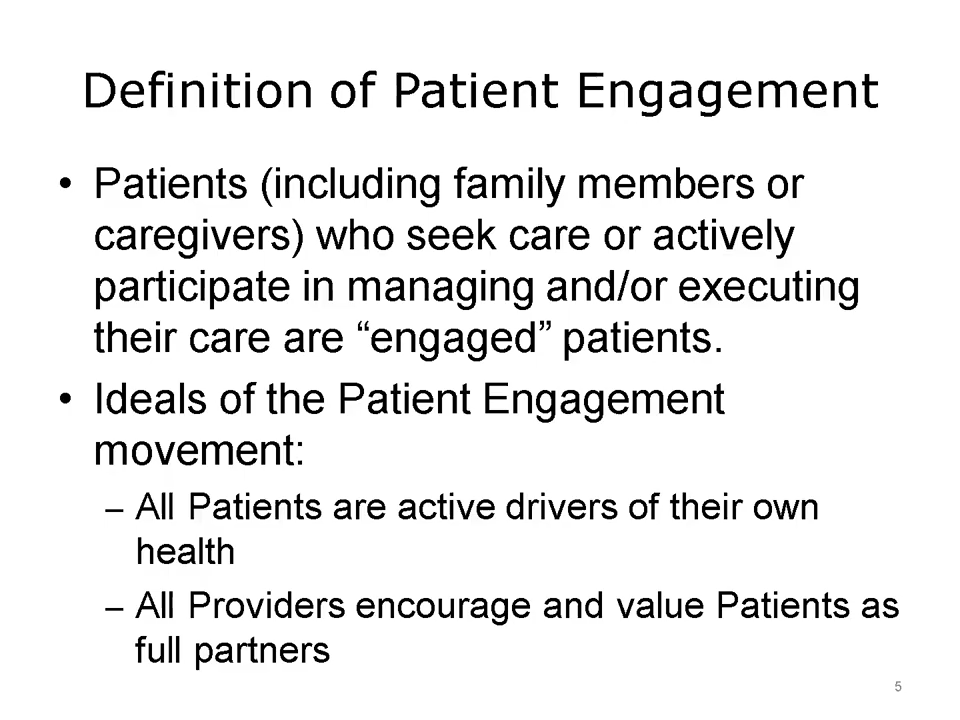 Definition of Patient Engagement
• Patients (including family members or
caregivers) who seek care or actively
participate in managing and/or executing
their care are “engaged” patients.
• Ideals of the Patient Engagement
movement:
– All Patients are active drivers of their own
health
– All Providers encourage and value Patients as
full partners
5